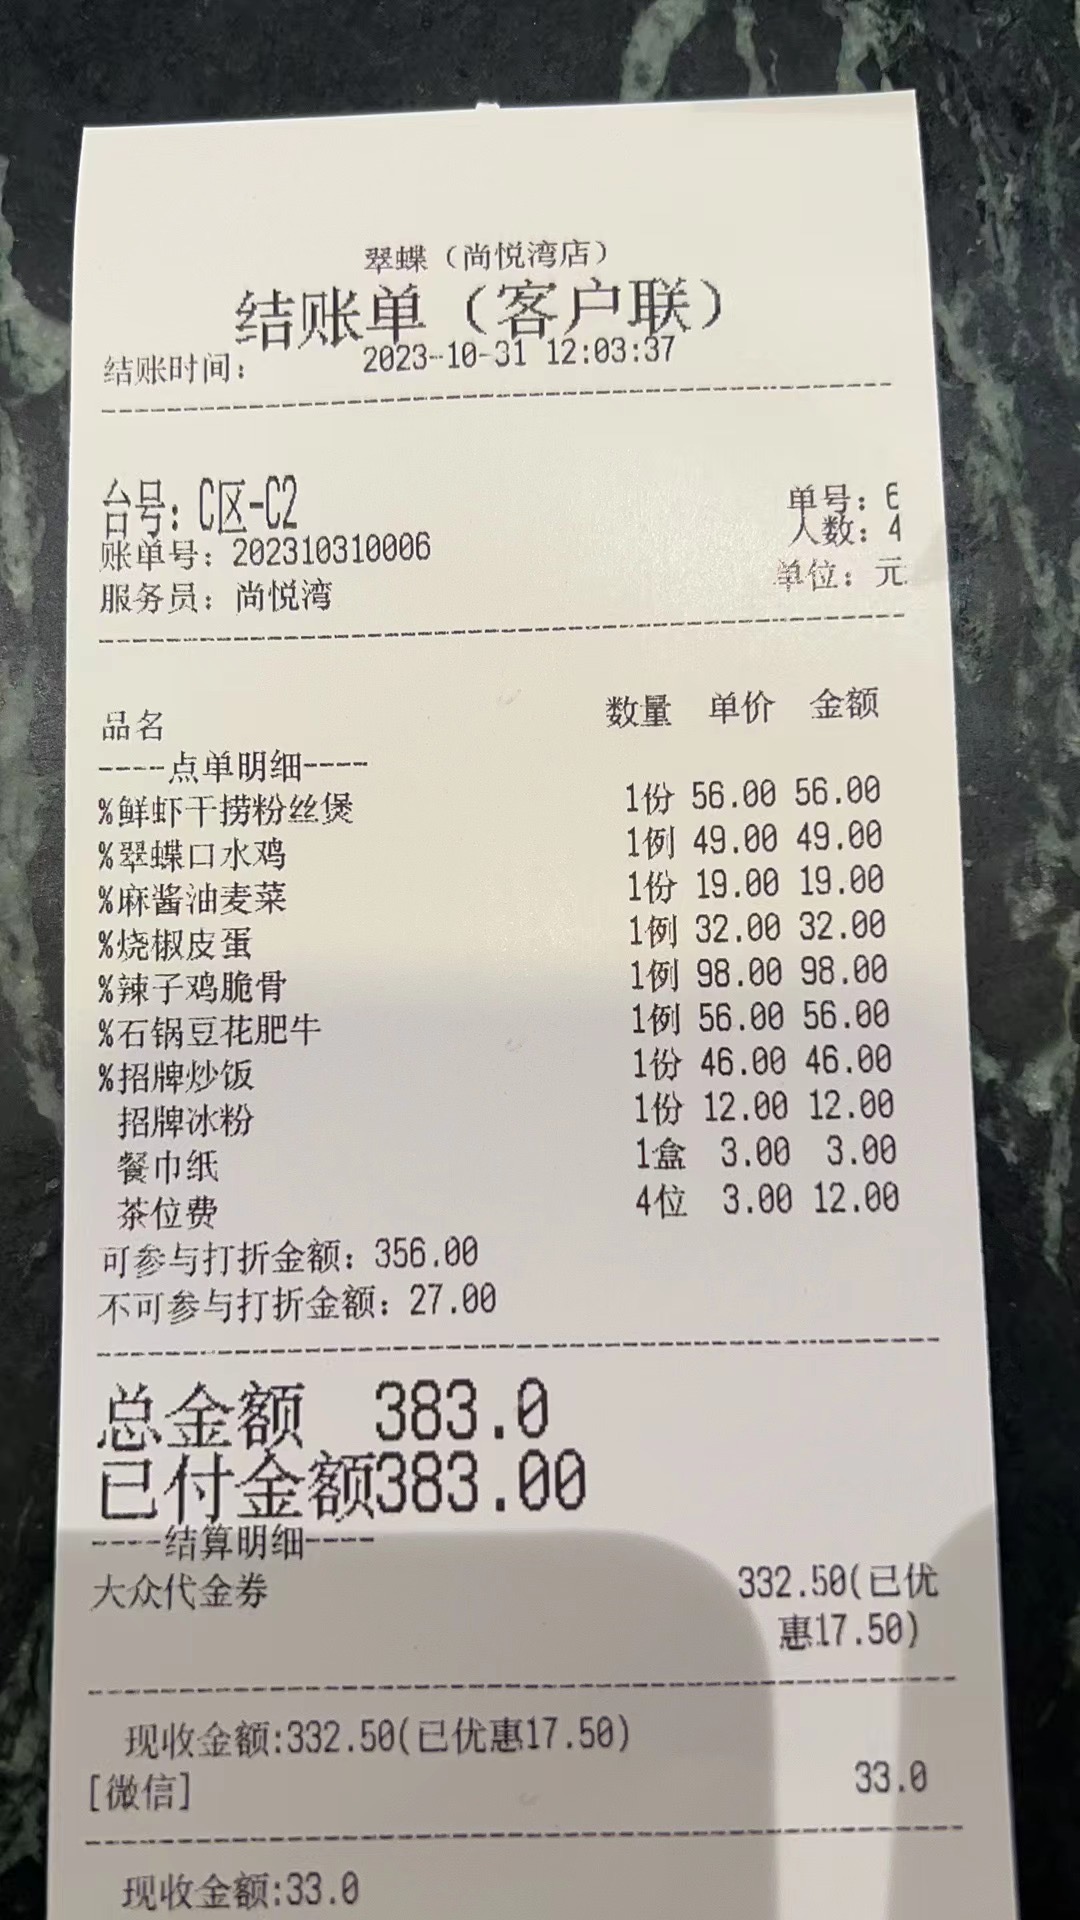 翠蝶（尚悦湾店）
结账单（客户联）
结账时间： 2023-10-31 12:03:37
台号：C区-C2
单号：6
账单号：202310310006
人数：4
服务员：尚悦湾
单位：元
品名 数量 单价 金额
----点单明细----
%鲜虾干捞粉丝煲 1份 56.00 56.00
%翠蝶口水鸡 1例 49.00 49.00
%麻酱油麦菜 1份 19.00 19.00
%烧椒皮蛋 1例 32.00 32.00
%辣子鸡脆骨 1例 98.00 98.00
%石锅豆花肥牛 1例 56.00 56.00
%招牌炒饭 1份 46.00 46.00
招牌冰粉 1份 12.00 12.00
餐巾纸 1盒 3.00 3.00
茶位费 4位 3.00 12.00
可参与打折金额：356.00
不可参与打折金额：27.00
总金额 383.0
已付金额383.00
----结算明细----
大众代金券 332.50(已优
惠17.50)
现收金额:332.50(已优惠17.50)
[微信] 33.0
现收金额:33.0